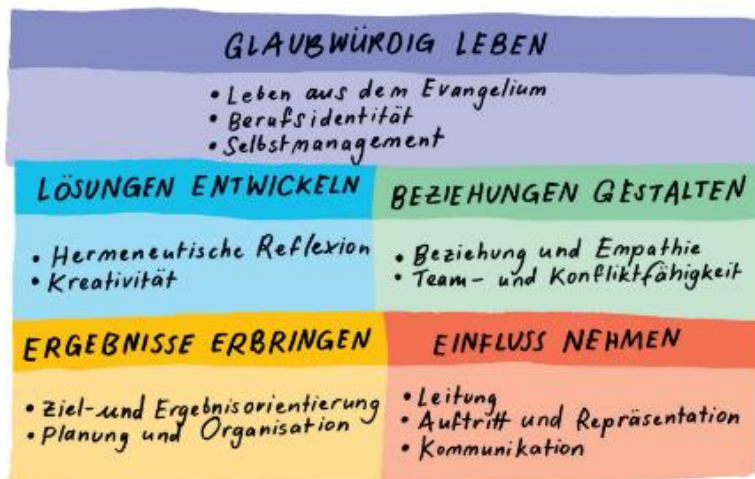 GLAUBWÜRDIG LEBEN
• Leben aus dem Evangelium
• Berufsidentität
• Selbstmanagement
LÖSUNGEN ENTWICKELN
• Hermeneutische Reflexion
• Kreativität
BEZIEHUNGEN GESTALTEN
• Beziehung und Empathie
• Team- und Konfliktfähigkeit
ERGEBNISSE ERBRINGEN
• Ziel- und Ergebnisorientierung
• Planung und Organisation
EINFLUSS NEHMEN
• Leitung
• Auftritt und Repräsentation
• Kommunikation